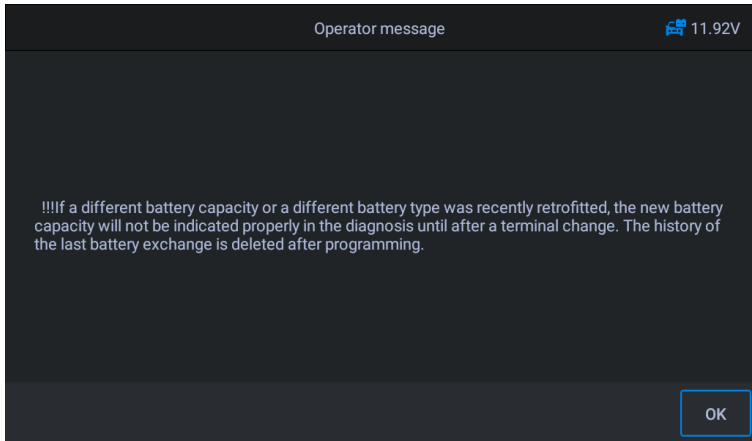 Operator message
11.92V
!!!If a different battery capacity or a different battery type was recently retrofitted, the new battery
capacity will not be indicated properly in the diagnosis until after a terminal change. The history of
the last battery exchange is deleted after programming.
OK